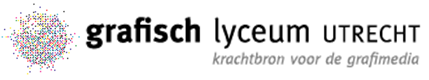 grafisch lyceum UTRECHT
krachtbron voor de grafimedia